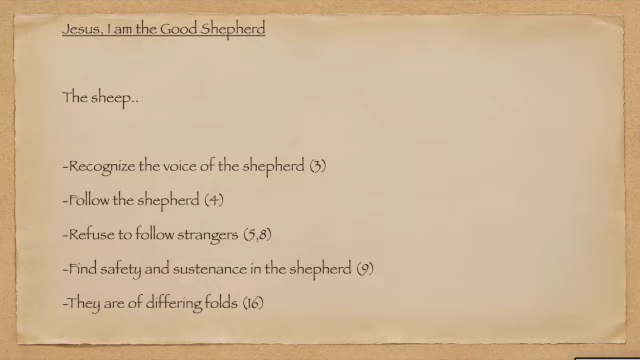 Jesus, I am the Good Shepherd
The sheep..
-Recognize the voice of the shepherd (3)
-Follow the shepherd (4)
-Refuse to follow strangers (5,8)
-Find safety and sustenance in the shepherd (9)
-They are of differing folds (16)